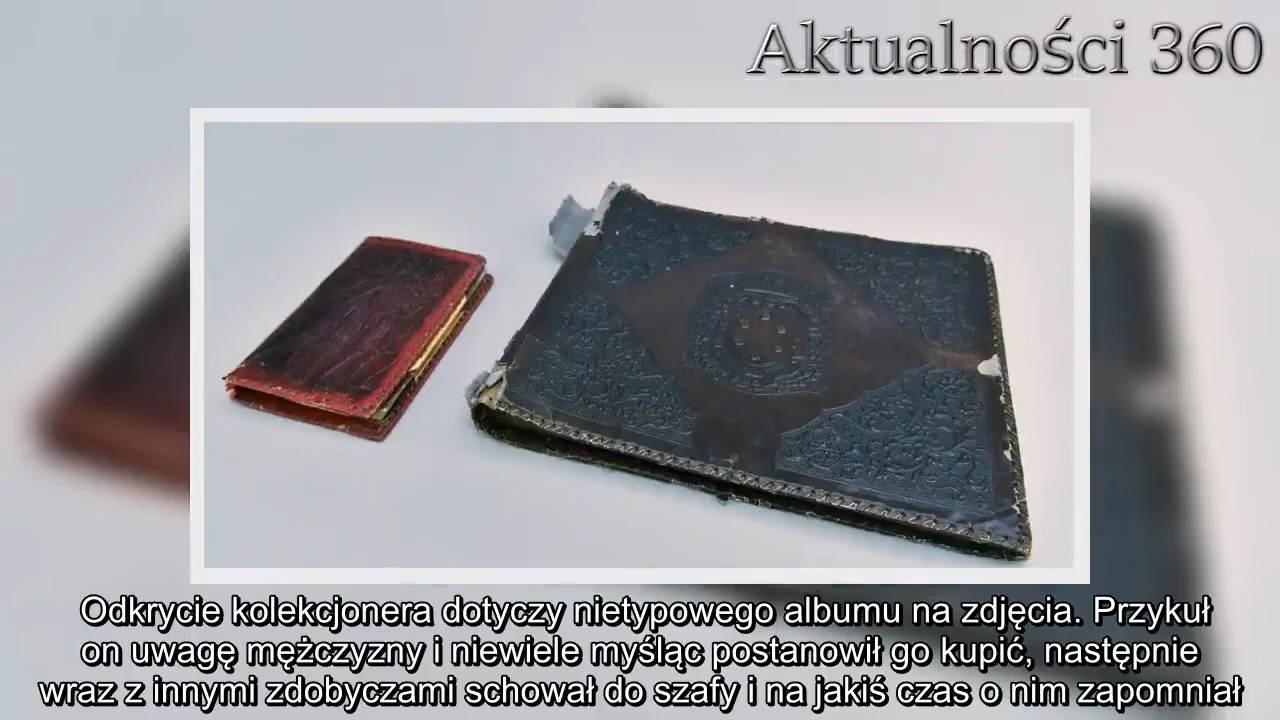 Aktualności 360
Odkrycie kolekcjonera dotyczy nietypowego albumu na zdjęcia. Przykuł
on uwagę mężczyzny i niewiele myśląc postanowił go kupić, następnie
wraz z innymi zdobyczami schował do szafy i na jakiś czas o nim zapomniał